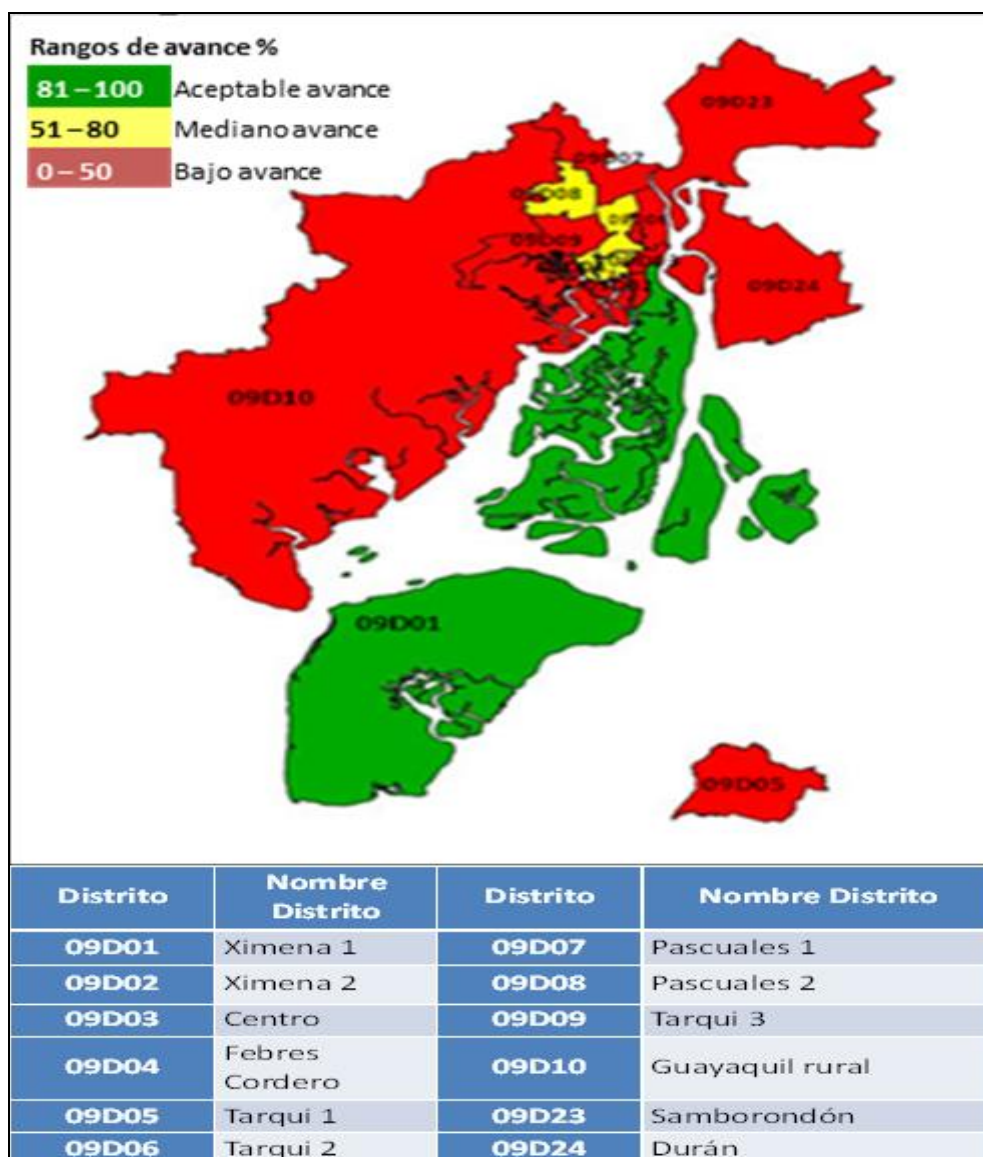 Rangos de avance %
81 – 100 Aceptable avance
51 – 80 Mediano avance
0 – 50 Bajo avance
09D23
09D07
09D08
09D09
09D24
09D10
09D01
09D05
Distrito Nombre Distrito Distrito Nombre Distrito
09D01 Ximena 1 09D07 Pascuales 1
09D02 Ximena 2 09D08 Pascuales 2
09D03 Centro 09D09 Tarqui 3
09D04 Febres Cordero 09D10 Guayaquil rural
09D05 Tarqui 1 09D23 Samborondón
09D06 Tarqui 2 09D24 Durán